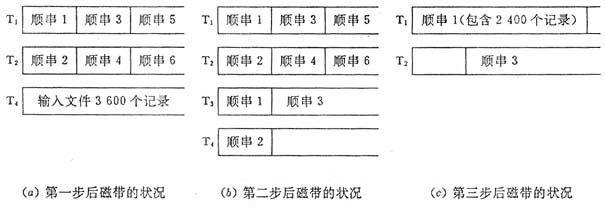 T₁ 顺串 1 顺串 3 顺串 5
T₂ 顺串 2 顺串 4 顺串 6
T₄ 输入文件 3 600 个记录
(a) 第一步后磁带的状况
T₁ 顺串 1 顺串 3 顺串 5
T₂ 顺串 2 顺串 4 顺串 6
T₃ 顺串 1 顺串 3
T₄ 顺串 2
(b) 第二步后磁带的状况
T₁ 顺串 1(包含 2 400 个记录)
T₂ 顺串 3
(c) 第三步后磁带的状况